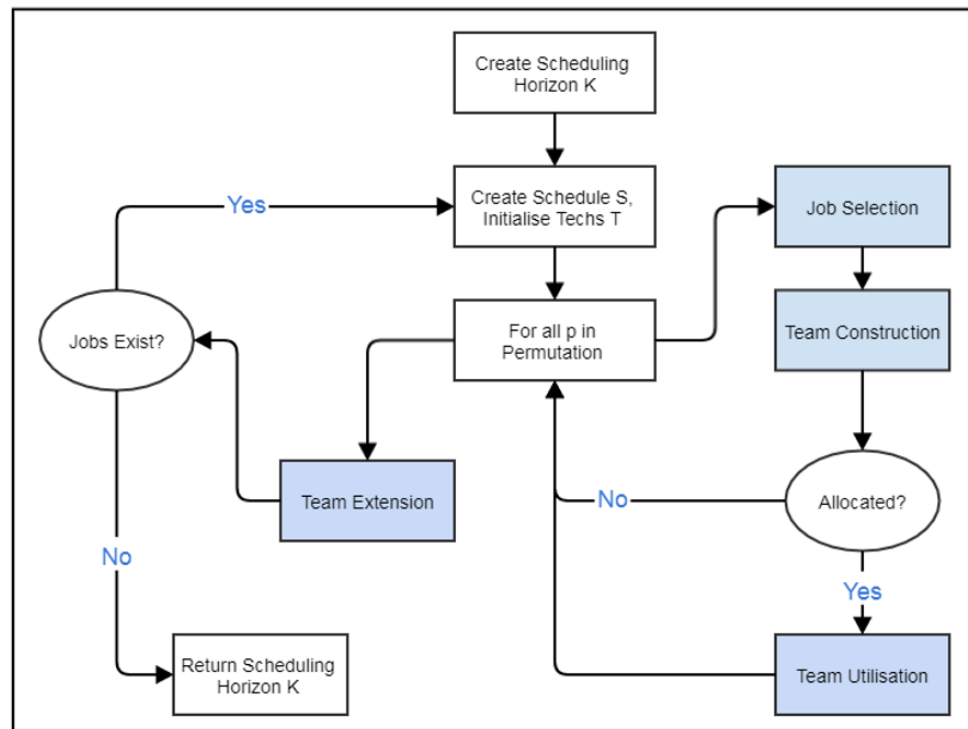 Create Scheduling
Horizon K
Yes
Create Schedule S,
Initialise Techs T
Job Selection
Jobs Exist?
For all p in
Permutation
Team Construction
Team Extension
No
Allocated?
No
Yes
Return Scheduling
Horizon K
Team Utilisation